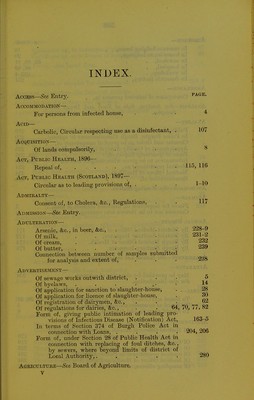 INDEX.
PAGE.
Access—See Entry.
Accommodation—
For persons from infected house, 4
Acid—
Carbolic, Circular respecting use as a disinfectant, . 107
Acquisition—
Of lands compulsorily, 8
Act, Public Health, 1896—
Repeal of, 115, 116
Act, Public Health (Scotland), 1897—
Circular as to leading provisions of, . 1-10
Admiralty—
Consent of, to Cholera, &c., Regulations, 117
Admission—See Entry.
Adulteration—
Arsenic, &c., in beer, &c., 228-9
Of milk, 231-2
Of cream, 232
Of butter, 239
Connection between number of samples submitted
for analysis and extent of, 238
Advertisement—
Of sewage works outwith district, 5
Of byelaws, 14
Of application for sanction to slaughter-house, 28
Of application for licence of slaughter-house, 30
Of registration of dairymen, &c., 62
Of regulations for dairies, &c., 64, 70, 77, 82
Form of, giving public intimation of leading pro-
visions of Infectious Disease (Notification) Act, 163-5
In terms of Section 374 of Burgh Police Act in
connection with Loans, 204, 206
Form of, under Section 29 of Public Health Act in
connection with replacing of foul ditches, &c.,
by sewers, where beyond limits of district of
Local Authority, . 280
Agriculture—See Board of Agriculture.
Y